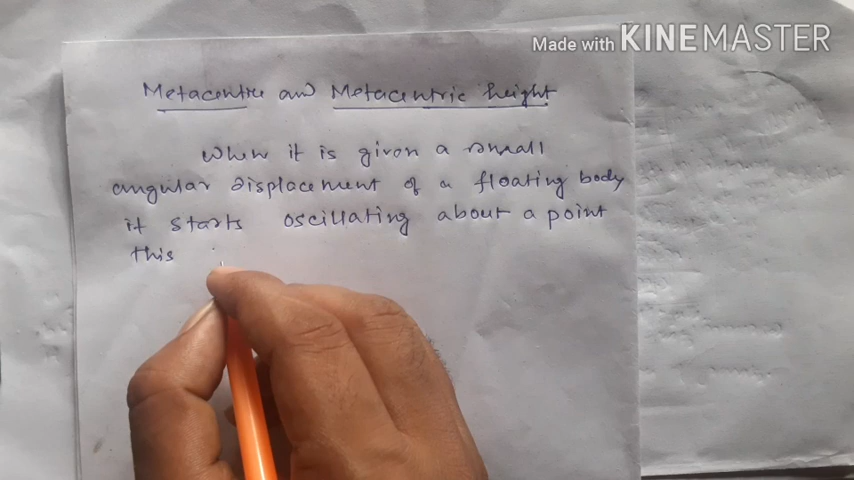 Made with KINEMASTER
Metacentre and Metacentric height
When it is given a small
angular displacement of a floating body
it starts oscillating about a point
this